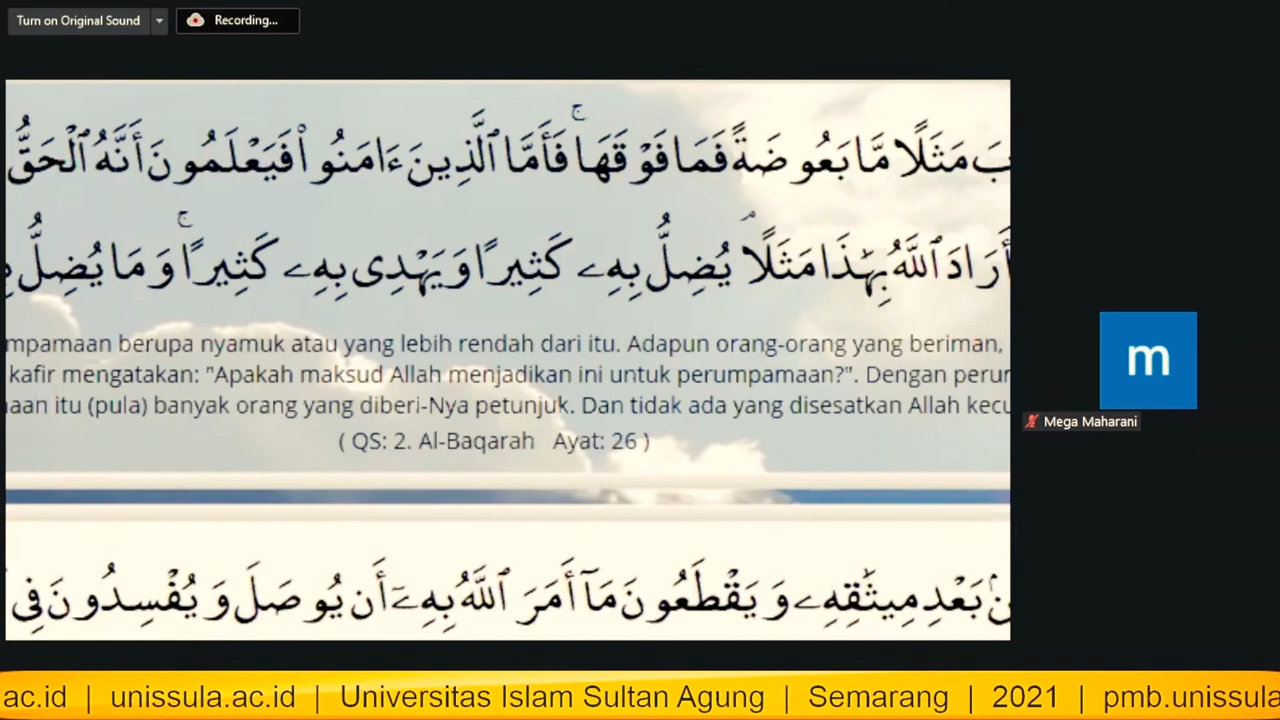 Turn on Original Sound
Recording...
بَ مَثَلًا مَّا بَعُوضَةً فَمَا فَوْقَهَا ۚ فَأَمَّا ٱلَّذِينَ ءَامَنُوا۟ فَيَعْلَمُونَ أَنَّهُ ٱلْحَقُّ
أَرَادَ ٱللَّهُ بِهَٰذَا مَثَلًا ۘ يُضِلُّ بِهِۦ كَثِيرًا وَيَهْدِى بِهِۦ كَثِيرًا ۚ وَمَا يُضِلُّ
mpamaan berupa nyamuk atau yang lebih rendah dari itu. Adapun orang-orang yang beriman,
kafir mengatakan: "Apakah maksud Allah menjadikan ini untuk perumpamaan?". Dengan perur
aan itu (pula) banyak orang yang diberi-Nya petunjuk. Dan tidak ada yang disesatkan Allah kecu
( QS: 2. Al-Baqarah Ayat: 26 )
نۢ بَعْدِ مِيثَٰقِهِۦ وَيَقْطَعُونَ مَآ أَمَرَ ٱللَّهُ بِهِۦٓ أَن يُوصَلَ وَيُفْسِدُونَ فِى
m
Mega Maharani
ac.id | unissula.ac.id | Universitas Islam Sultan Agung | Semarang | 2021 | pmb.unissula